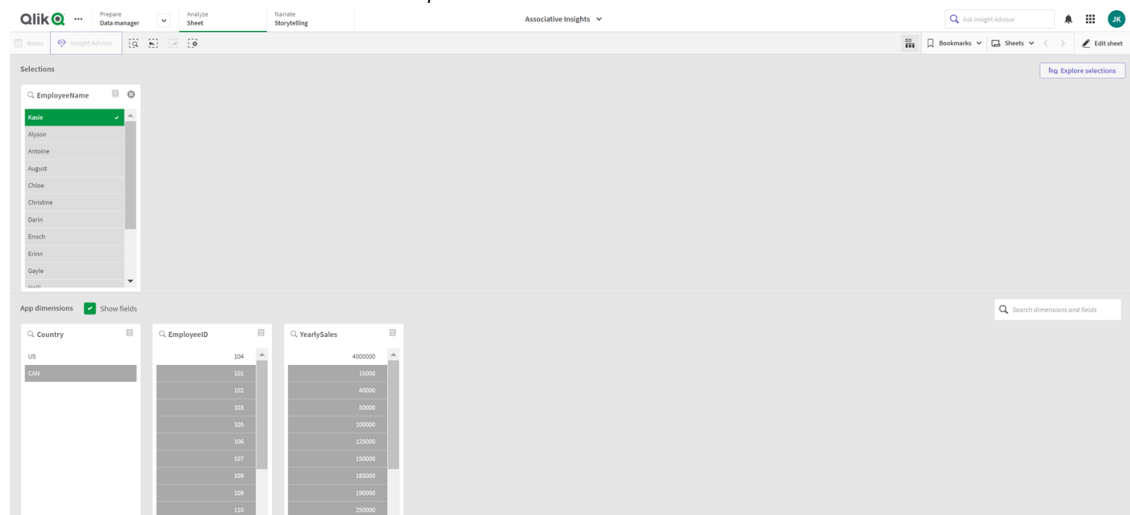 Qlik
Prepare
Data manager
Analyze
Sheet
Narrate
Storytelling
Associative Insights
Ask Insight Advisor
JK
Notes
Insight Advisor
Bookmarks
Sheets
Edit sheet
Selections
Explore selections
EmployeeName
Kasie
Alyson
Antoine
August
Chloe
Christine
Darin
Enoch
Erinn
Gayle
App dimensions
Show fields
Search dimensions and fields
Country
US
CAN
EmployeeID
104
101
102
103
105
106
107
108
109
110
YearlySales
4000000
15000
40000
50000
100000
125000
150000
185000
190000
250000